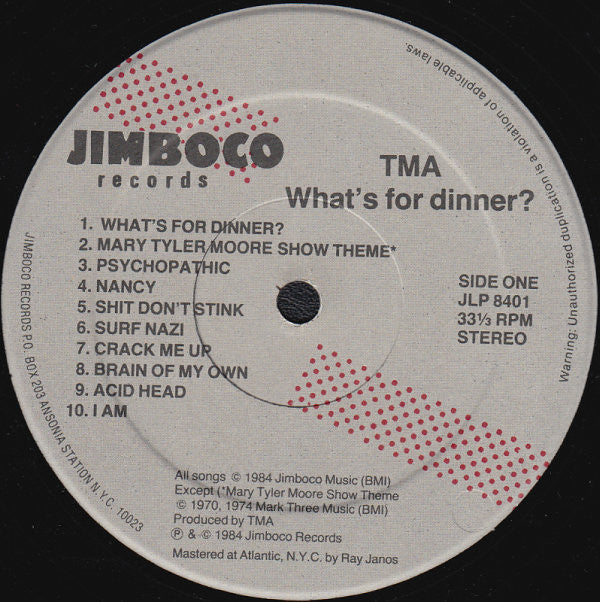 JIMBOCO
records
TMA
What's for dinner?
1. WHAT'S FOR DINNER?
2. MARY TYLER MOORE SHOW THEME*
3. PSYCHOPATHIC
4. NANCY
5. SHIT DON'T STINK
6. SURF NAZI
7. CRACK ME UP
8. BRAIN OF MY OWN
9. ACID HEAD
10. I AM
SIDE ONE
JLP 8401
33⅓ RPM
STEREO
All songs © 1984 Jimboco Music (BMI)
Except (*Mary Tyler Moore Show Theme
© 1970, 1974 Mark Three Music (BMI)
Produced by TMA
℗ & © 1984 Jimboco Records
Mastered at Atlantic, N.Y.C. by Ray Janos
JIMBOCO RECORDS P.O. BOX 203 ANSONIA STATION N.Y.C. 10023
Warning: Unauthorized duplication is a violation of applicable laws.